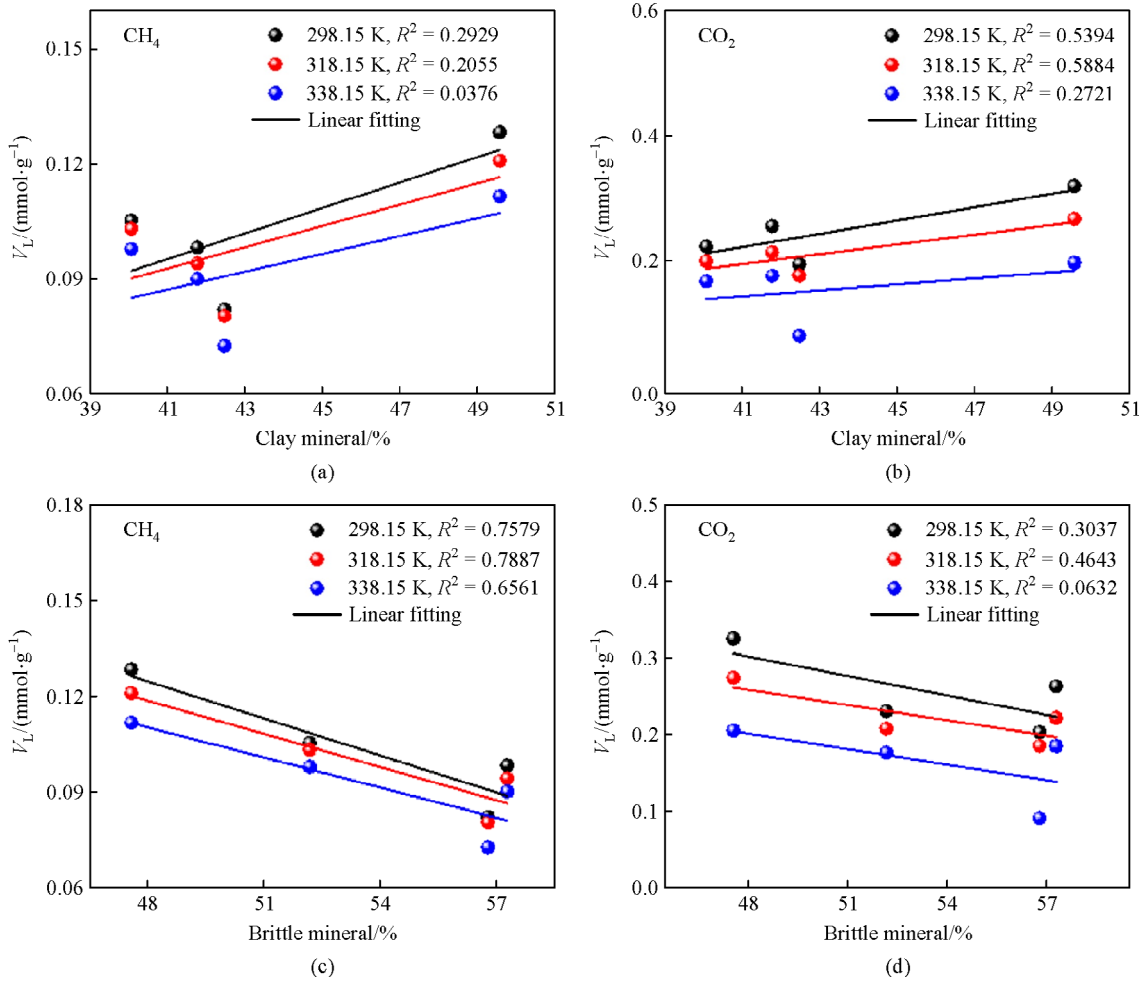 CH₄
298.15 K, R² = 0.2929
318.15 K, R² = 0.2055
338.15 K, R² = 0.0376
Linear fitting
0.15
0.12
0.09
0.06
V_L/(mmol·g⁻¹)
39 41 43 45 47 49 51
Clay mineral/%
(a)
CO₂
298.15 K, R² = 0.5394
318.15 K, R² = 0.5884
338.15 K, R² = 0.2721
Linear fitting
0.6
0.4
0.2
0.0
V_L/(mmol·g⁻¹)
39 41 43 45 47 49 51
Clay mineral/%
(b)
CH₄
298.15 K, R² = 0.7579
318.15 K, R² = 0.7887
338.15 K, R² = 0.6561
Linear fitting
0.18
0.15
0.12
0.09
0.06
V_L/(mmol·g⁻¹)
48 51 54 57
Brittle mineral/%
(c)
CO₂
298.15 K, R² = 0.3037
318.15 K, R² = 0.4643
338.15 K, R² = 0.0632
Linear fitting
0.5
0.4
0.3
0.2
0.1
0.0
V_L/(mmol·g⁻¹)
48 51 54 57
Brittle mineral/%
(d)